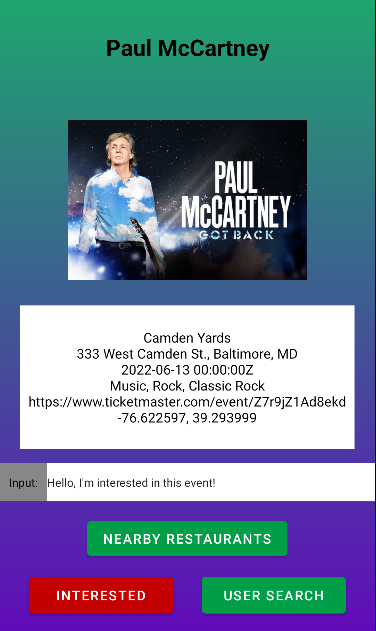 Paul McCartney
PAUL
McCARTNEY
GOT BACK
Camden Yards
333 West Camden St., Baltimore, MD
2022-06-13 00:00:00Z
Music, Rock, Classic Rock
https://www.ticketmaster.com/event/Z7r9jZ1Ad8ekd
-76.622597, 39.293999
Input: Hello, I'm interested in this event!
NEARBY RESTAURANTS
INTERESTED USER SEARCH